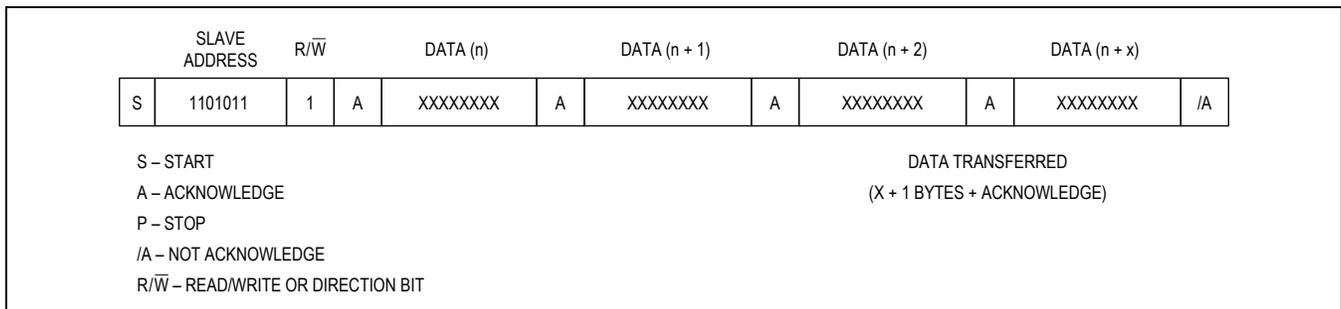 SLAVE
ADDRESS
R/W̅
DATA (n)
DATA (n + 1)
DATA (n + 2)
DATA (n + x)
S 1101011 1 A XXXXXXXX A XXXXXXXX A XXXXXXXX A XXXXXXXX /A
S – START
A – ACKNOWLEDGE
P – STOP
/A – NOT ACKNOWLEDGE
R/W̅ – READ/WRITE OR DIRECTION BIT
DATA TRANSFERRED
(X + 1 BYTES + ACKNOWLEDGE)